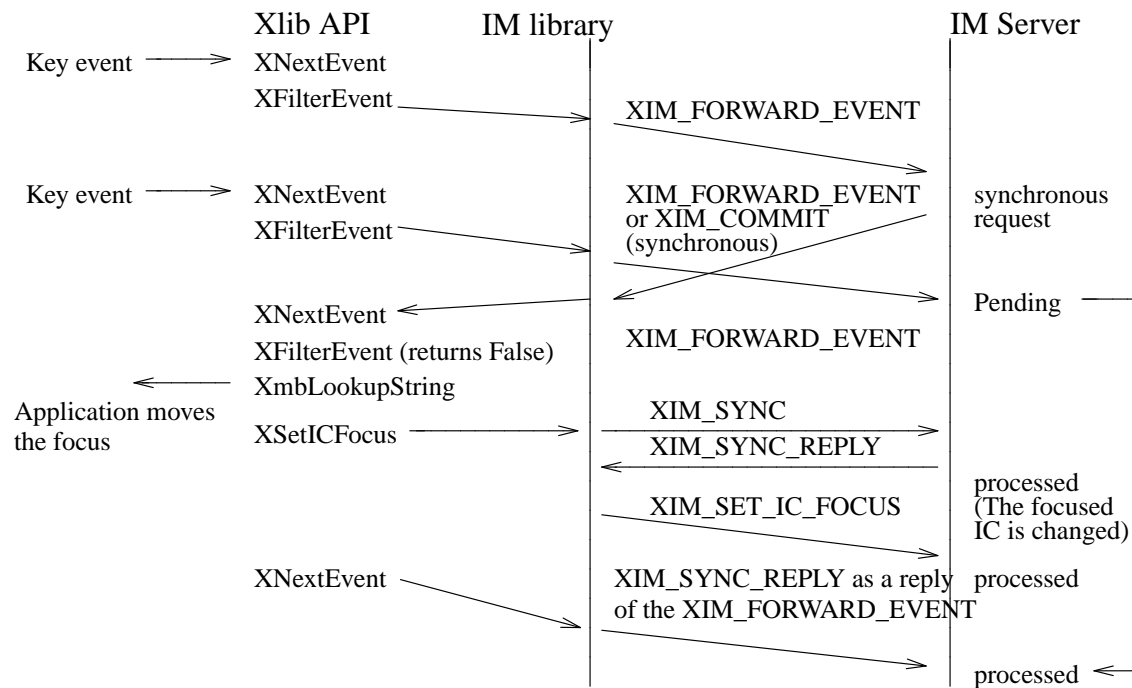 Xlib API
IM library
IM Server
Key event
XNextEvent
XFilterEvent
XIM_FORWARD_EVENT
Key event
XNextEvent
XIM_FORWARD_EVENT
or XIM_COMMIT
(synchronous)
synchronous
request
XFilterEvent
XNextEvent
Pending
XIM_FORWARD_EVENT
XFilterEvent (returns False)
XmbLookupString
Application moves
the focus
XIM_SYNC
XSetICFocus
XIM_SYNC_REPLY
processed
(The focused
IC is changed)
XIM_SET_IC_FOCUS
XNextEvent
XIM_SYNC_REPLY as a reply
of the XIM_FORWARD_EVENT
processed
processed